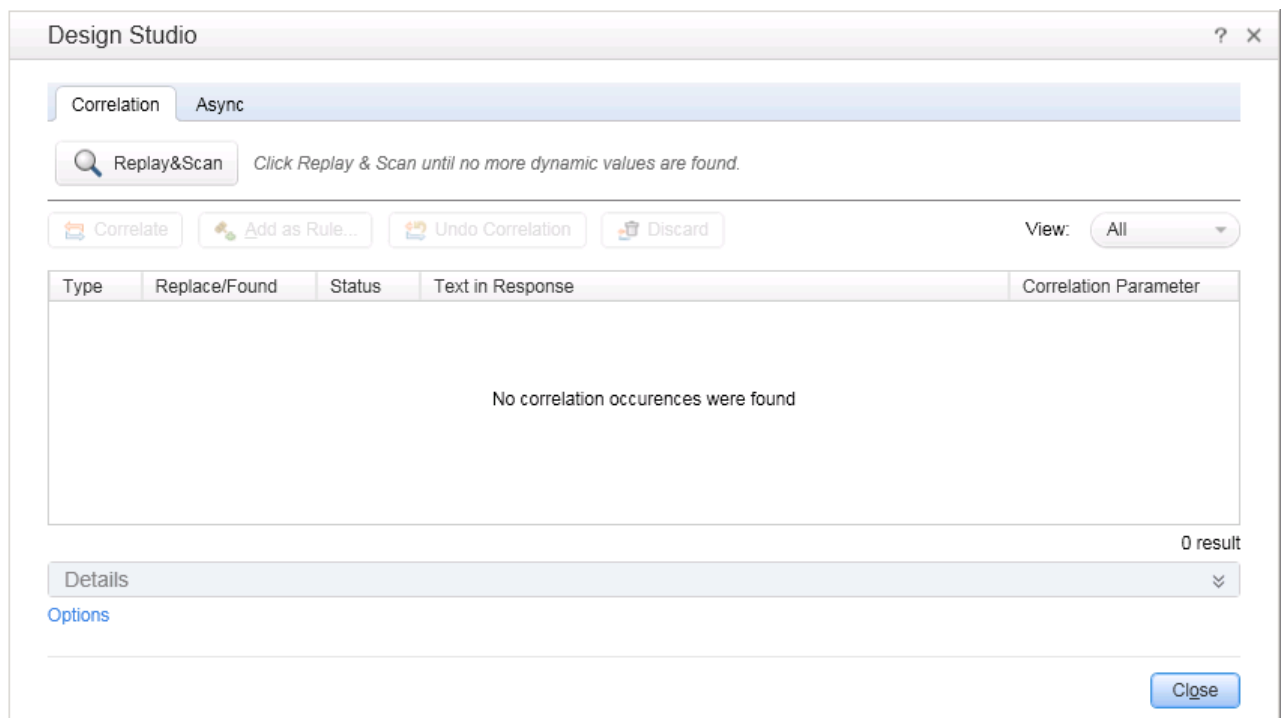 Design Studio ? ×
Correlation Async
Replay&Scan Click Replay & Scan until no more dynamic values are found.
Correlate Add as Rule... Undo Correlation Discard View: All
Type Replace/Found Status Text in Response Correlation Parameter
No correlation occurences were found
0 result
Details
Options
Close